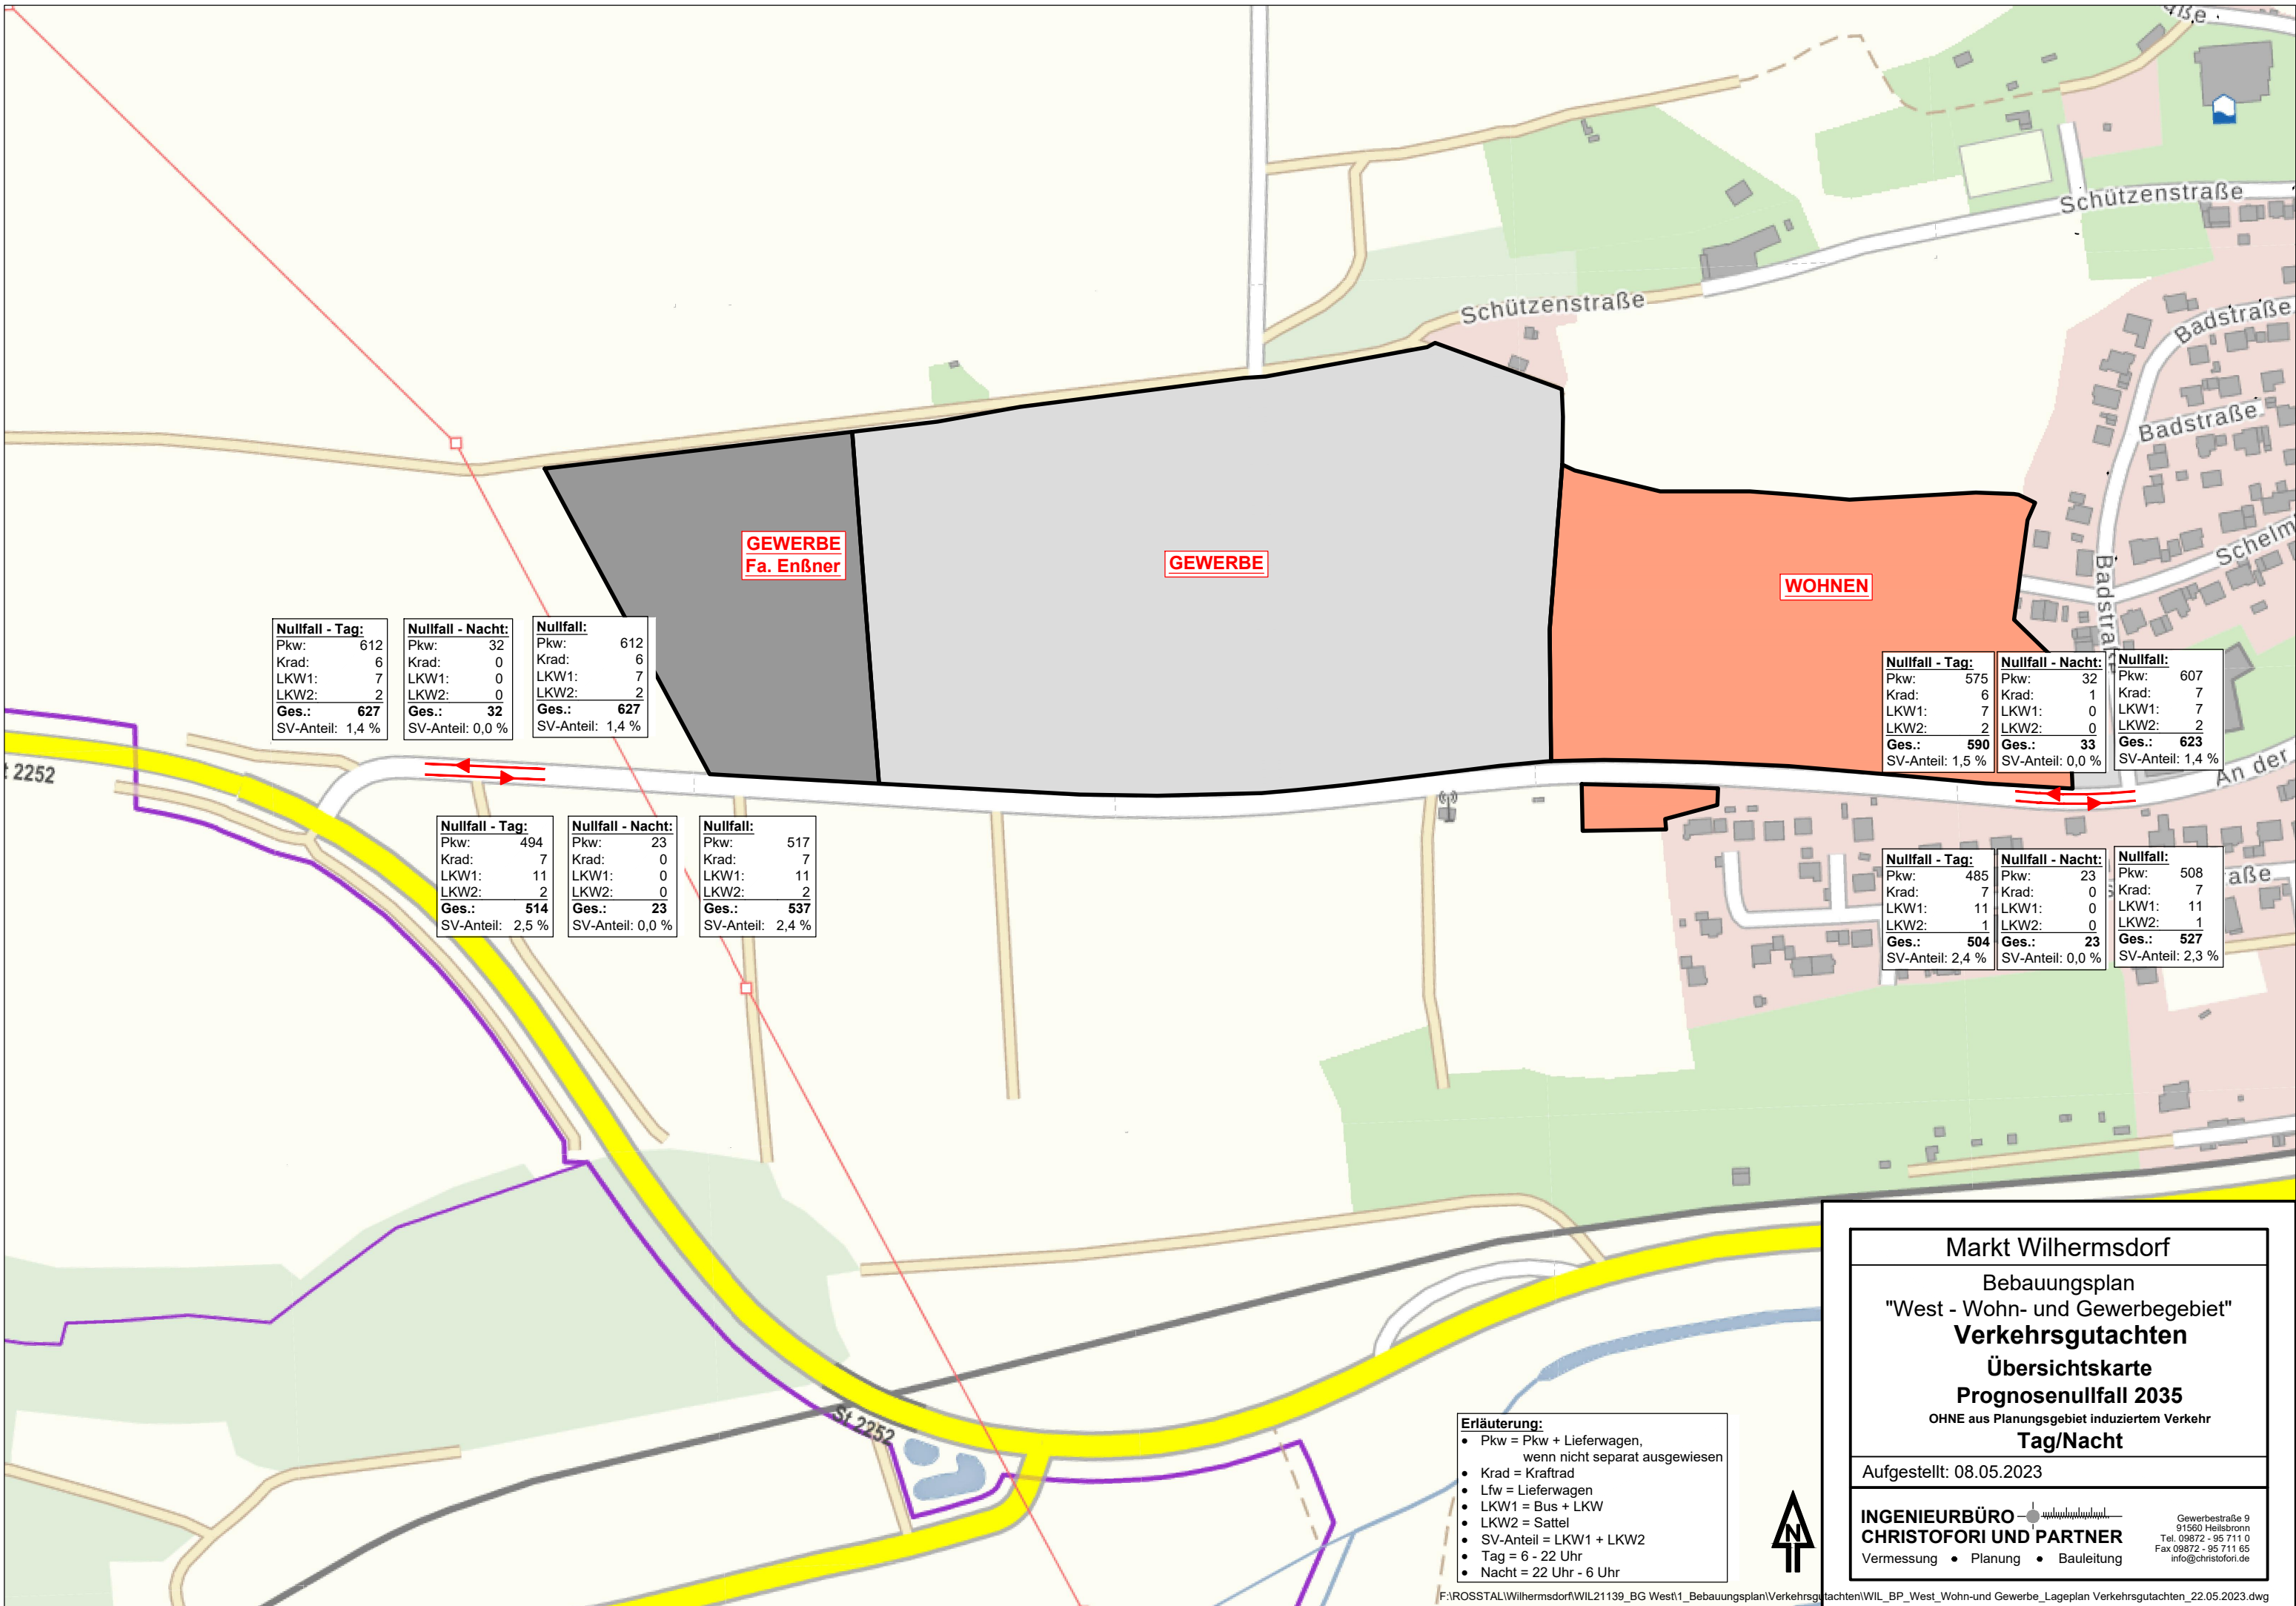 Schützenstraße
Schützenstraße
Badstraße
Badstraße
Badstraße
An der
St 2252
GEWERBE
Fa. Enßner
GEWERBE
WOHNEN
Nullfall - Tag:
Pkw: 612
Krad: 6
LKW1: 7
LKW2: 2
Ges.: 627
SV-Anteil: 1,4 %
Nullfall - Nacht:
Pkw: 32
Krad: 0
LKW1: 0
LKW2: 0
Ges.: 32
SV-Anteil: 0,0 %
Nullfall:
Pkw: 612
Krad: 6
LKW1: 7
LKW2: 2
Ges.: 627
SV-Anteil: 1,4 %
Nullfall - Tag:
Pkw: 575
Krad: 6
LKW1: 7
LKW2: 2
Ges.: 590
SV-Anteil: 1,5 %
Nullfall - Nacht:
Pkw: 32
Krad: 1
LKW1: 0
LKW2: 0
Ges.: 33
SV-Anteil: 0,0 %
Nullfall:
Pkw: 607
Krad: 7
LKW1: 7
LKW2: 2
Ges.: 623
SV-Anteil: 1,4 %
Nullfall - Tag:
Pkw: 494
Krad: 7
LKW1: 11
LKW2: 2
Ges.: 514
SV-Anteil: 2,5 %
Nullfall - Nacht:
Pkw: 23
Krad: 0
LKW1: 0
LKW2: 0
Ges.: 23
SV-Anteil: 0,0 %
Nullfall:
Pkw: 517
Krad: 7
LKW1: 11
LKW2: 2
Ges.: 537
SV-Anteil: 2,4 %
Nullfall - Tag:
Pkw: 485
Krad: 7
LKW1: 11
LKW2: 1
Ges.: 504
SV-Anteil: 2,4 %
Nullfall - Nacht:
Pkw: 23
Krad: 0
LKW1: 0
LKW2: 0
Ges.: 23
SV-Anteil: 0,0 %
Nullfall:
Pkw: 508
Krad: 7
LKW1: 11
LKW2: 1
Ges.: 527
SV-Anteil: 2,3 %
St 2252
Erläuterung:
• Pkw = Pkw + Lieferwagen,
wenn nicht separat ausgewiesen
• Krad = Kraftrad
• Lfw = Lieferwagen
• LKW1 = Bus + LKW
• LKW2 = Sattel
• SV-Anteil = LKW1 + LKW2
• Tag = 6 - 22 Uhr
• Nacht = 22 Uhr - 6 Uhr
N
Markt Wilhermsdorf
Bebauungsplan
"West - Wohn- und Gewerbegebiet"
Verkehrsgutachten
Übersichtskarte
Prognosenullfall 2035
OHNE aus Planungsgebiet induziertem Verkehr
Tag/Nacht
Aufgestellt: 08.05.2023
INGENIEURBÜRO
CHRISTOFORI UND PARTNER
Vermessung • Planung • Bauleitung
Gewerbestraße 9
91560 Heilsbronn
Tel. 09872 - 95 711 0
Fax 09872 - 95 711 65
info@christofori.de
F:\ROSSTAL\Wilhermsdorf\WIL21139_BG West\1_Bebauungsplan\Verkehrsgutachten\WIL_BP_West_Wohn-und Gewerbe_Lageplan Verkehrsgutachten_22.05.2023.dwg